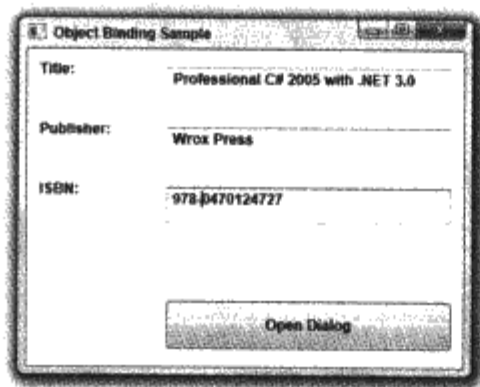 Object Binding Sample
Title:
Professional C# 2005 with .NET 3.0
Publisher:
Wrox Press
ISBN:
978-0470124727
Open Dialog